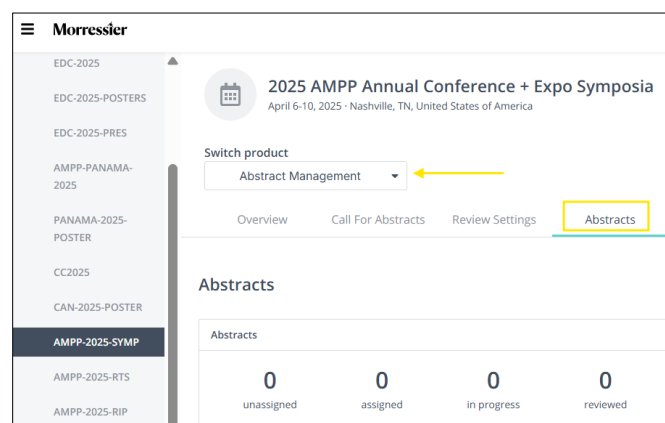 Morressier
EDC-2025
EDC-2025-POSTERS
EDC-2025-PRES
AMPP-PANAMA-
2025
PANAMA-2025-
POSTER
CC2025
CAN-2025-POSTER
AMPP-2025-SYMP
AMPP-2025-RTS
AMPP-2025-RIP
2025 AMPP Annual Conference + Expo Symposia
April 6-10, 2025 · Nashville, TN, United States of America
Switch product
Abstract Management
Overview Call For Abstracts Review Settings Abstracts
Abstracts
Abstracts
0 0 0 0
unassigned assigned in progress reviewed